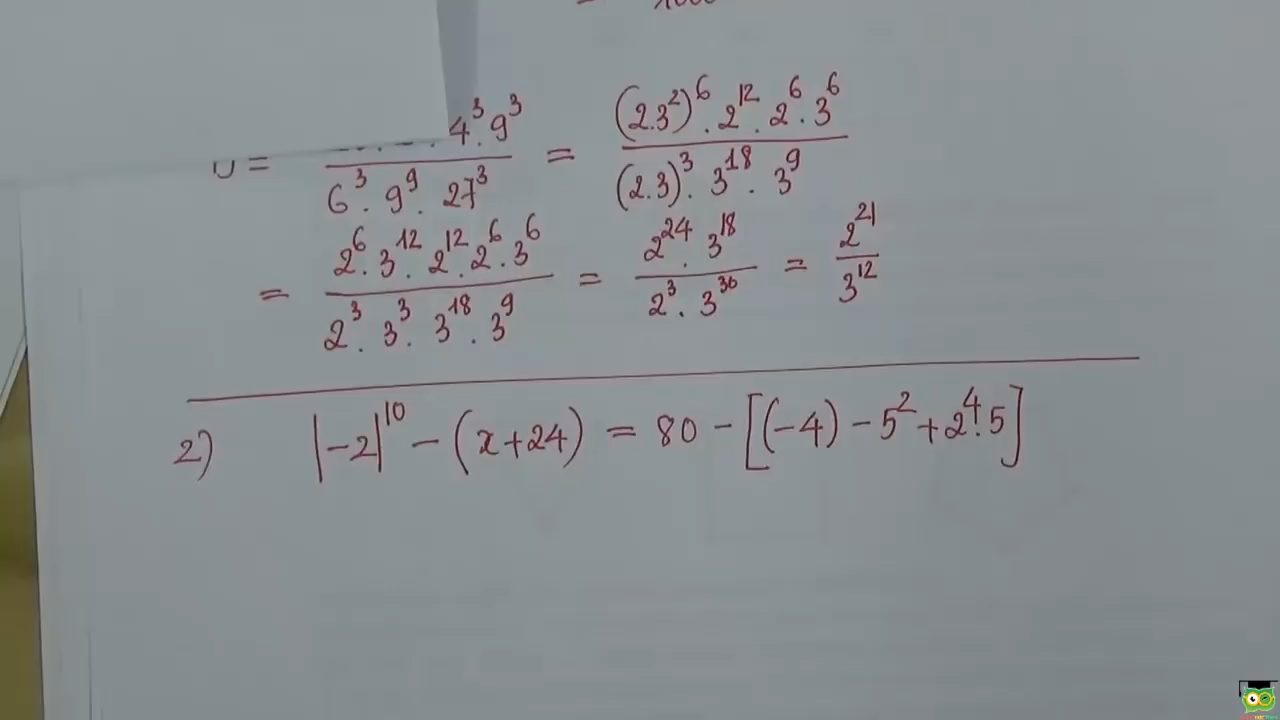 4³.9³ / 6³.9⁹.27³ = (2.3²)⁶.2¹².2⁶.3⁶ / (2.3)³.3¹⁸.3⁹
= 2⁶.3¹².2¹².2⁶.3⁶ / 2³.3³.3¹⁸.3⁹ = 2²⁴.3¹⁸ / 2³.3³⁰ = 2²¹ / 3¹²
2) |-2|¹⁰ - (x+24) = 80 - [(-4) - 5² + 2⁴.5]